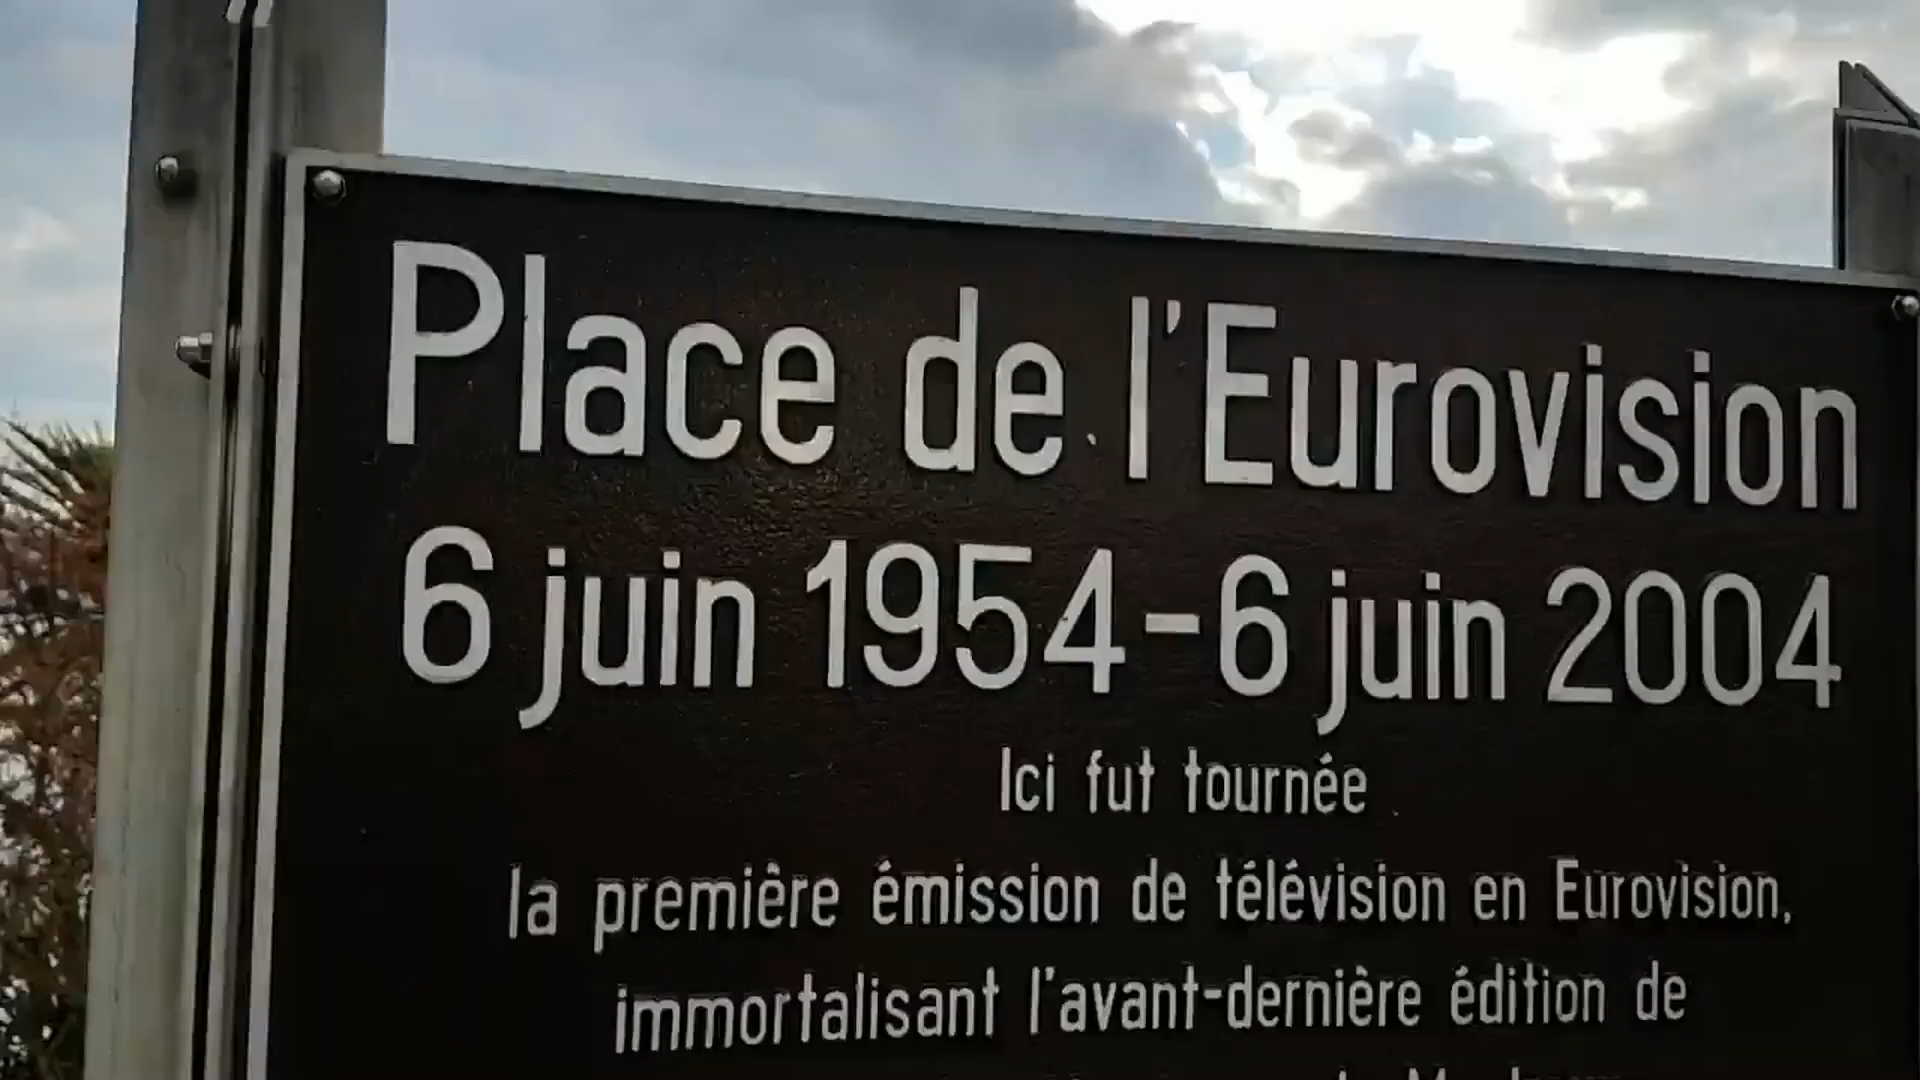 Place de l'Eurovision
6 juin 1954-6 juin 2004
Ici fut tournée
la première émission de télévision en Eurovision,
immortalisant l'avant-dernière édition de